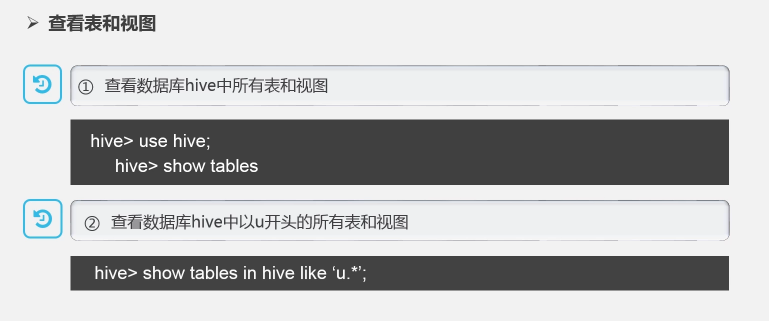 ➢ 查看表和视图
① 查看数据库hive中所有表和视图
hive> use hive;
hive> show tables
② 查看数据库hive中以u开头的所有表和视图
hive> show tables in hive like ‘u.*’;